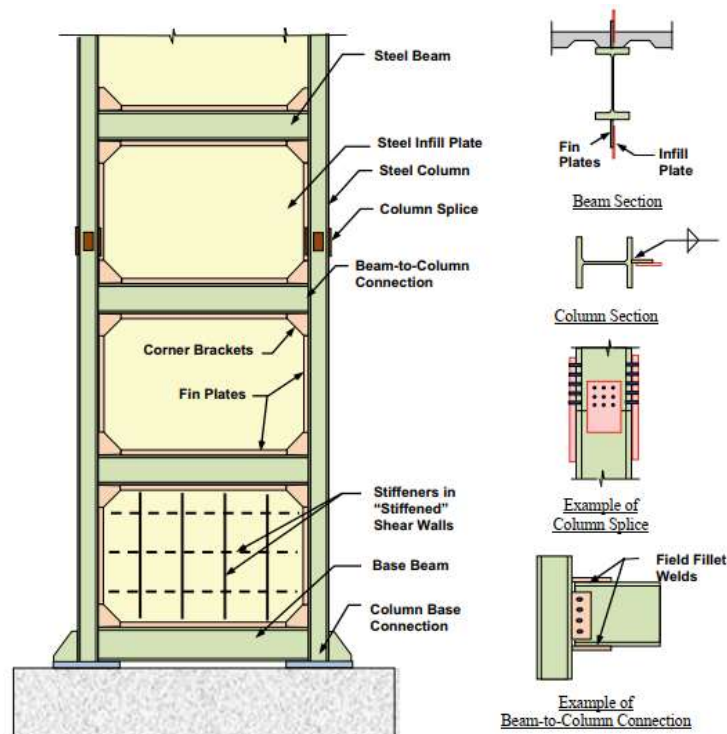 Steel Beam
Steel Infill Plate
Steel Column
Column Splice
Beam-to-Column
Connection
Corner Brackets
Fin Plates
Stiffeners in
“Stiffened”
Shear Walls
Base Beam
Column Base
Connection
Fin
Plates
Infill
Plate
Beam Section
Column Section
Example of
Column Splice
Field Fillet
Welds
Example of
Beam-to-Column Connection